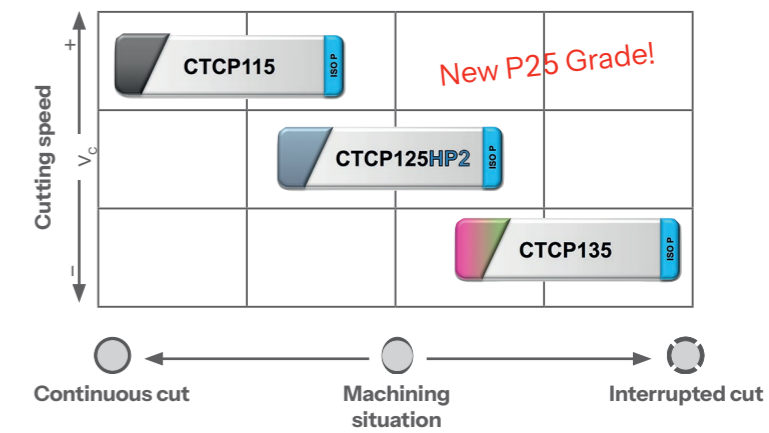 +
CTCP115
ISO P
New P25 Grade!
Cutting speed
Vc
CTCP125HP2
ISO P
CTCP135
ISO P
–
Continuous cut
Machining
situation
Interrupted cut